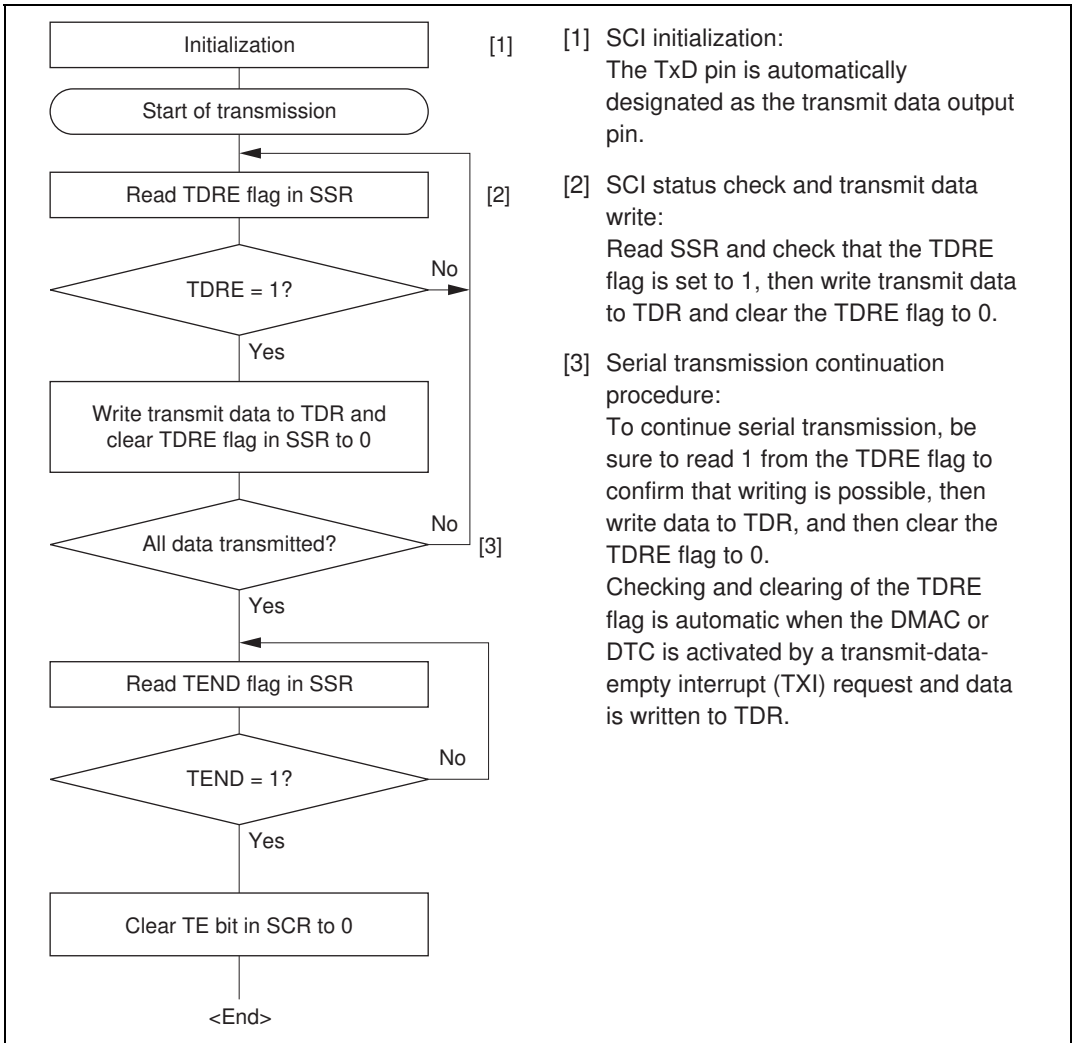 Initialization
[1]
Start of transmission
Read TDRE flag in SSR
[2]
TDRE = 1?
No
Yes
Write transmit data to TDR and
clear TDRE flag in SSR to 0
All data transmitted?
No
[3]
Yes
Read TEND flag in SSR
TEND = 1?
No
Yes
Clear TE bit in SCR to 0
<End>
[1] SCI initialization:
The TxD pin is automatically
designated as the transmit data output
pin.
[2] SCI status check and transmit data
write:
Read SSR and check that the TDRE
flag is set to 1, then write transmit data
to TDR and clear the TDRE flag to 0.
[3] Serial transmission continuation
procedure:
To continue serial transmission, be
sure to read 1 from the TDRE flag to
confirm that writing is possible, then
write data to TDR, and then clear the
TDRE flag to 0.
Checking and clearing of the TDRE
flag is automatic when the DMAC or
DTC is activated by a transmit-data-
empty interrupt (TXI) request and data
is written to TDR.